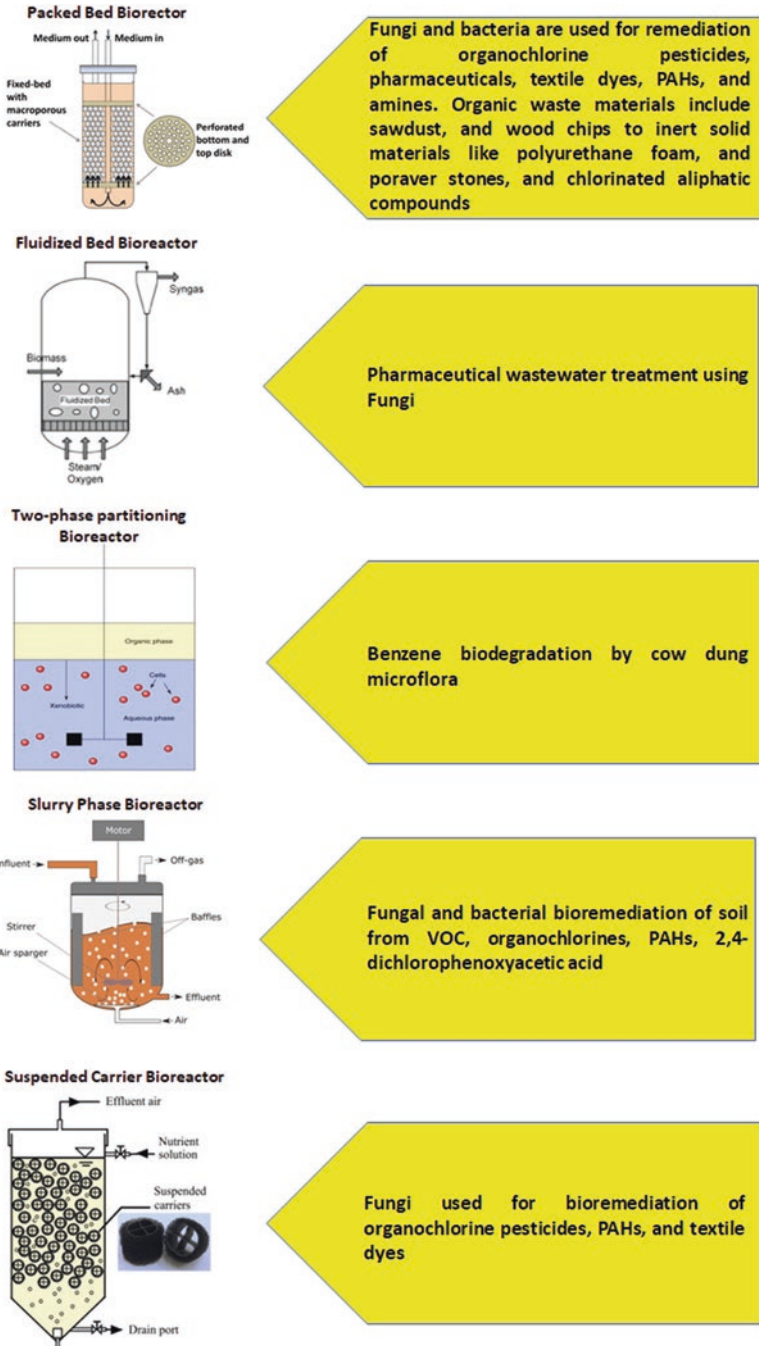 Packed Bed Biorector
Medium out
Medium in
Fixed-bed
with
macroporous
carriers
Perforated
bottom and
top disk
Fungi and bacteria are used for remediation
of organochlorine pesticides,
pharmaceuticals, textile dyes, PAHs, and
amines. Organic waste materials include
sawdust, and wood chips to inert solid
materials like polyurethane foam, and
poraver stones, and chlorinated aliphatic
compounds
Fluidized Bed Bioreactor
Syngas
Biomass
Ash
Fluidized Bed
Steam/
Oxygen
Pharmaceutical wastewater treatment using
Fungi
Two-phase partitioning
Bioreactor
Organic phase
Cells
Xenobiotic
Aqueous phase
Benzene biodegradation by cow dung
microflora
Slurry Phase Bioreactor
Motor
nfluent
Off-gas
Stirrer
Baffles
Air sparger
Effluent
Air
Fungal and bacterial bioremediation of soil
from VOC, organochlorines, PAHs, 2,4-
dichlorophenoxyacetic acid
Suspended Carrier Bioreactor
Effluent air
Nutrient
solution
Suspended
carriers
Drain port
Fungi used for bioremediation of
organochlorine pesticides, PAHs, and textile
dyes